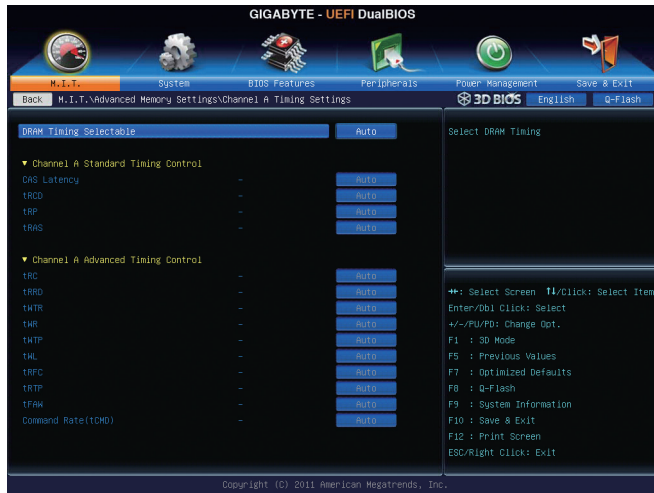 GIGABYTE - UEFI DualBIOS
M.I.T. System BIOS Features Peripherals Power Management Save & Exit
Back M.I.T.\Advanced Memory Settings\Channel A Timing Settings 3D BIOS English Q-Flash
DRAM Timing Selectable Auto
Select DRAM Timing
▼ Channel A Standard Timing Control
CAS Latency - Auto
tRCD - Auto
tRP - Auto
tRAS - Auto
▼ Channel A Advanced Timing Control
tRC - Auto
tRRD - Auto
tWTR - Auto
tWR - Auto
tWTP - Auto
tWL - Auto
tRFC - Auto
tRTP - Auto
tFAW - Auto
Command Rate(tCMD) - Auto
↔: Select Screen ↑↓/Click: Select Item
Enter/Dbl Click: Select
+/-/PU/PD: Change Opt.
F1 : 3D Mode
F5 : Previous Values
F7 : Optimized Defaults
F8 : Q-Flash
F9 : System Information
F10 : Save & Exit
F12 : Print Screen
ESC/Right Click: Exit
Copyright (C) 2011 American Megatrends, Inc.